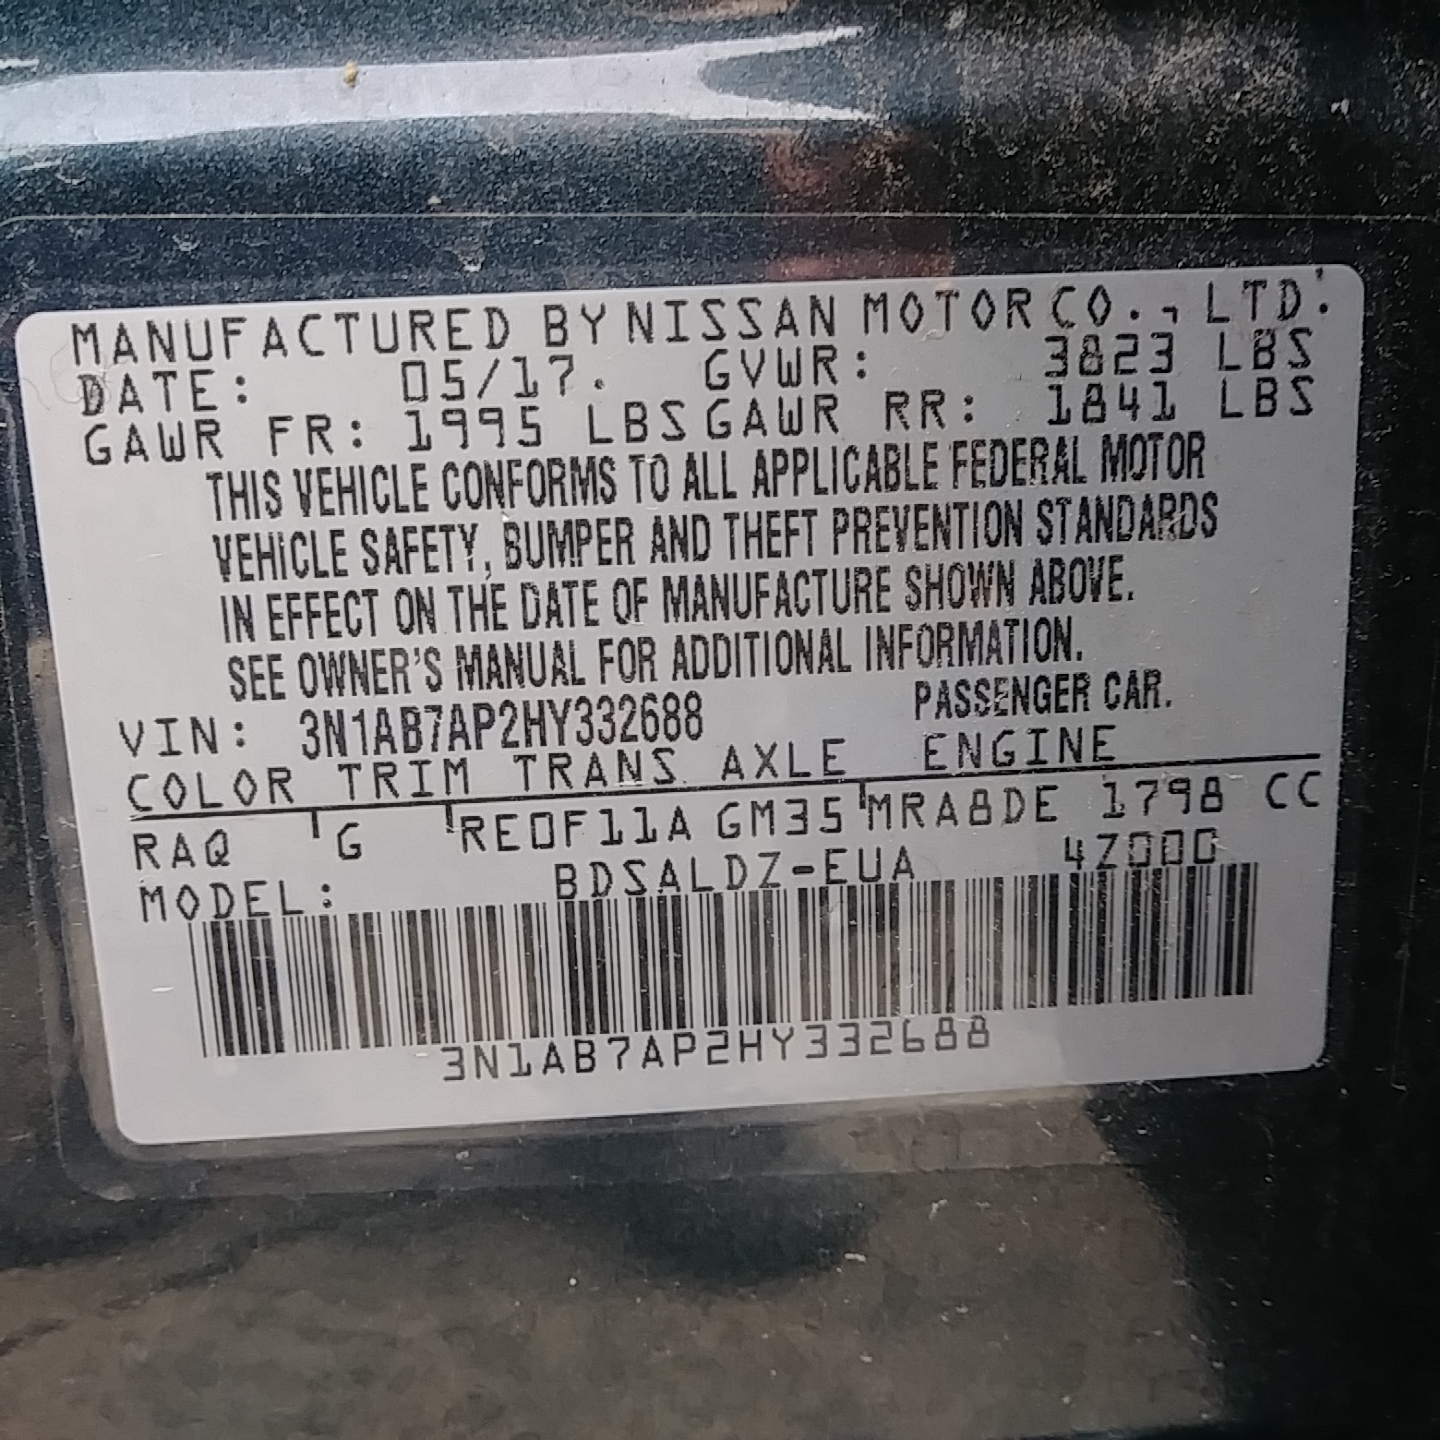 MANUFACTURED BY NISSAN MOTOR CO., LTD.
DATE: 05/17. GVWR: 3823 LBS
GAWR FR: 1995 LBS GAWR RR: 1841 LBS
THIS VEHICLE CONFORMS TO ALL APPLICABLE FEDERAL MOTOR
VEHICLE SAFETY, BUMPER AND THEFT PREVENTION STANDARDS
IN EFFECT ON THE DATE OF MANUFACTURE SHOWN ABOVE.
SEE OWNER'S MANUAL FOR ADDITIONAL INFORMATION.
VIN: 3N1AB7AP2HY332688 PASSENGER CAR.
COLOR TRIM TRANS AXLE ENGINE
RAQ G RE0F11A GM35 MRA8DE 1798 CC
MODEL: BDSALDZ-EUA 4Z000
3N1AB7AP2HY332688